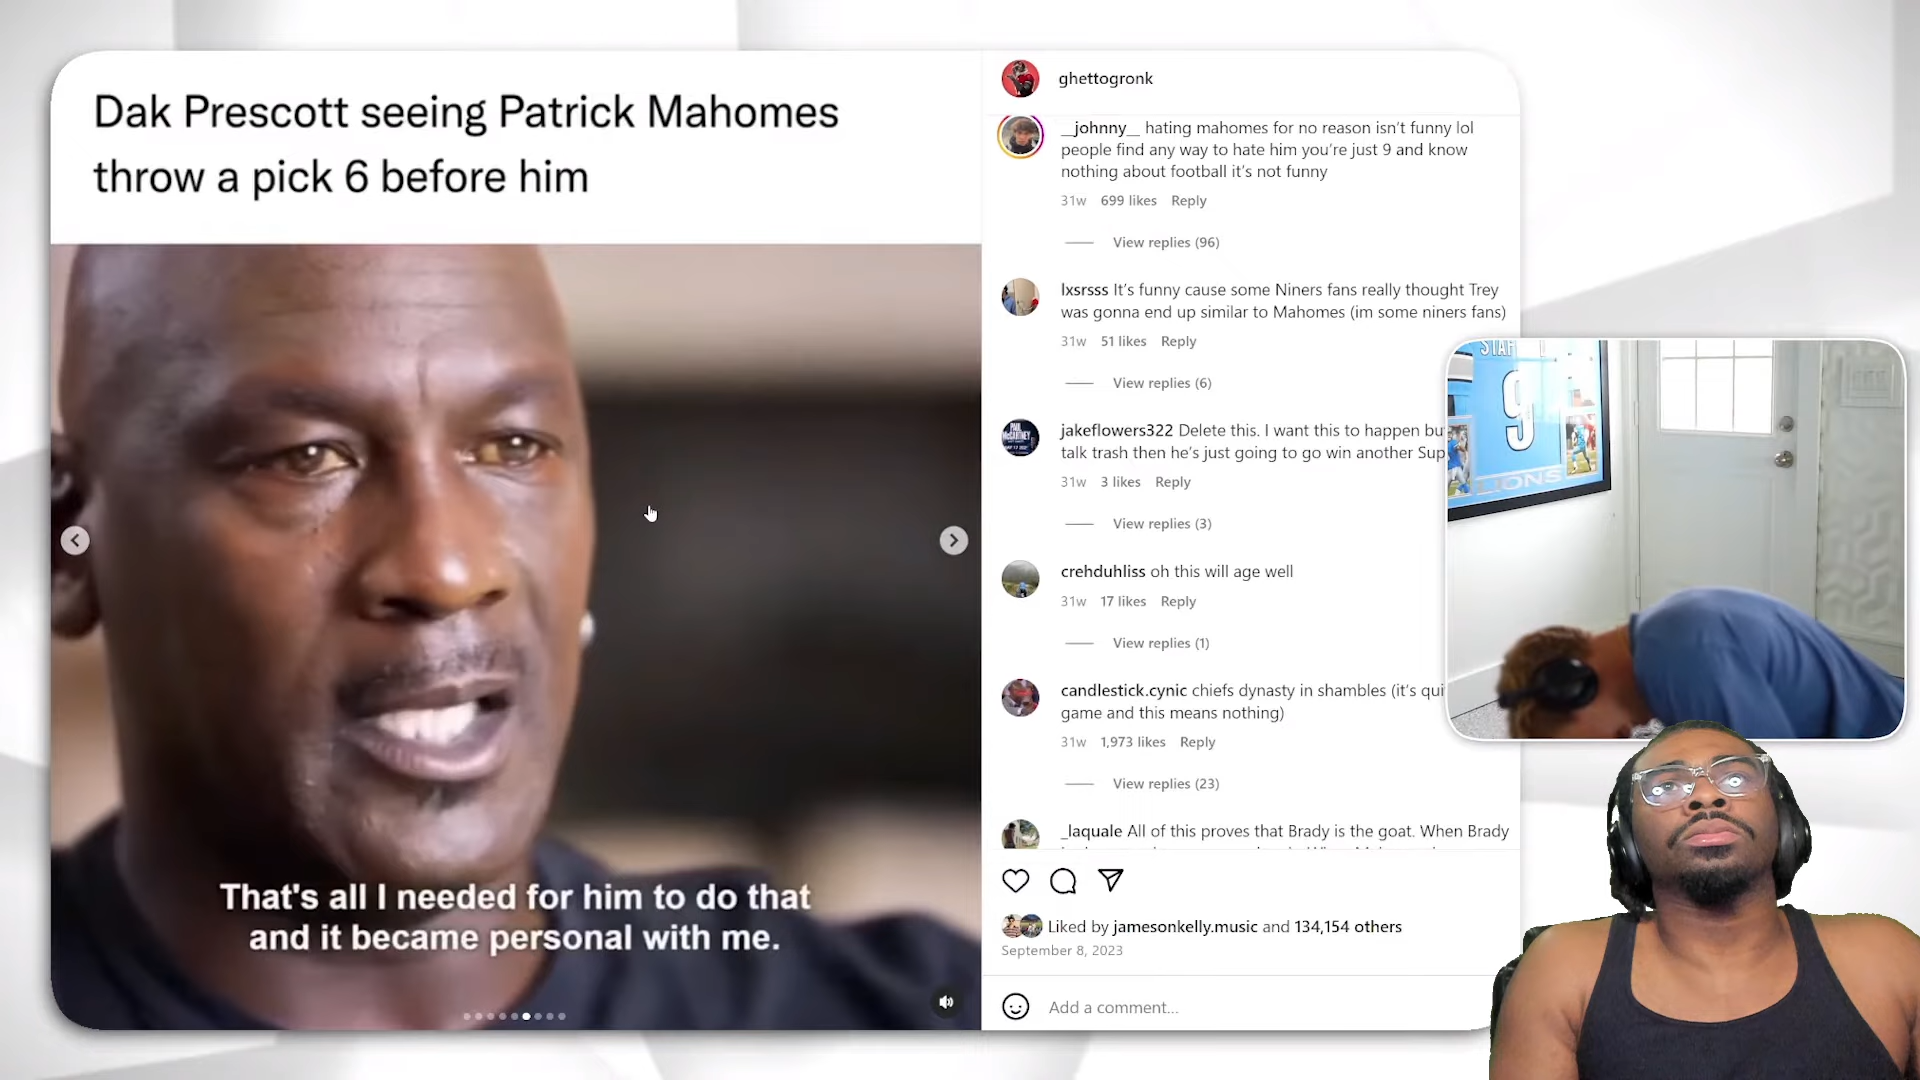 Dak Prescott seeing Patrick Mahomes
throw a pick 6 before him
That's all I needed for him to do that
and it became personal with me.
ghettogronk
__johnny__ hating mahomes for no reason isn't funny lol
people find any way to hate him you're just 9 and know
nothing about football it's not funny
31w 699 likes Reply
View replies (96)
lxsrsss It's funny cause some Niners fans really thought Trey
was gonna end up similar to Mahomes (im some niners fans)
31w 51 likes Reply
View replies (6)
jakeflowers322 Delete this. I want this to happen bu
talk trash then he's just going to go win another Sup
31w 3 likes Reply
View replies (3)
crehduhliss oh this will age well
31w 17 likes Reply
View replies (1)
candlestick.cynic chiefs dynasty in shambles (it's qui
game and this means nothing)
31w 1,973 likes Reply
View replies (23)
_laquale All of this proves that Brady is the goat. When Brady
Liked by jamesonkelly.music and 134,154 others
September 8, 2023
Add a comment...
9
LIONS